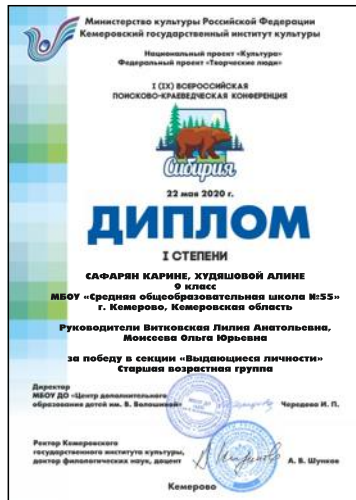 Министерство культуры Российской Федерации
Кемеровский государственный институт культуры
Национальный проект «Культура»
Федеральный проект «Творческие люди»
I (IX) ВСЕРОССИЙСКАЯ
ПОИСКОВО-КРАЕВЕДЧЕСКАЯ КОНФЕРЕНЦИЯ
Сибирия
22 мая 2020 г.
ДИПЛОМ
I СТЕПЕНИ
САФАРЯН КАРИНЕ, ХУДЯШОВОЙ АЛИНЕ
9 класс
МБОУ «Средняя общеобразовательная школа №55»
г. Кемерово, Кемеровская область
Руководители Витковская Лилия Анатольевна,
Моисеева Ольга Юрьевна
за победу в секции «Выдающиеся личности»
Старшая возрастная группа
Директор
МБОУ ДО «Центр дополнительного
образования детей им. В. Волошиной»
Чередова И. П.
Ректор Кемеровского
государственного института культуры,
доктор филологических наук, доцент
А. В. Шунков
Кемерово